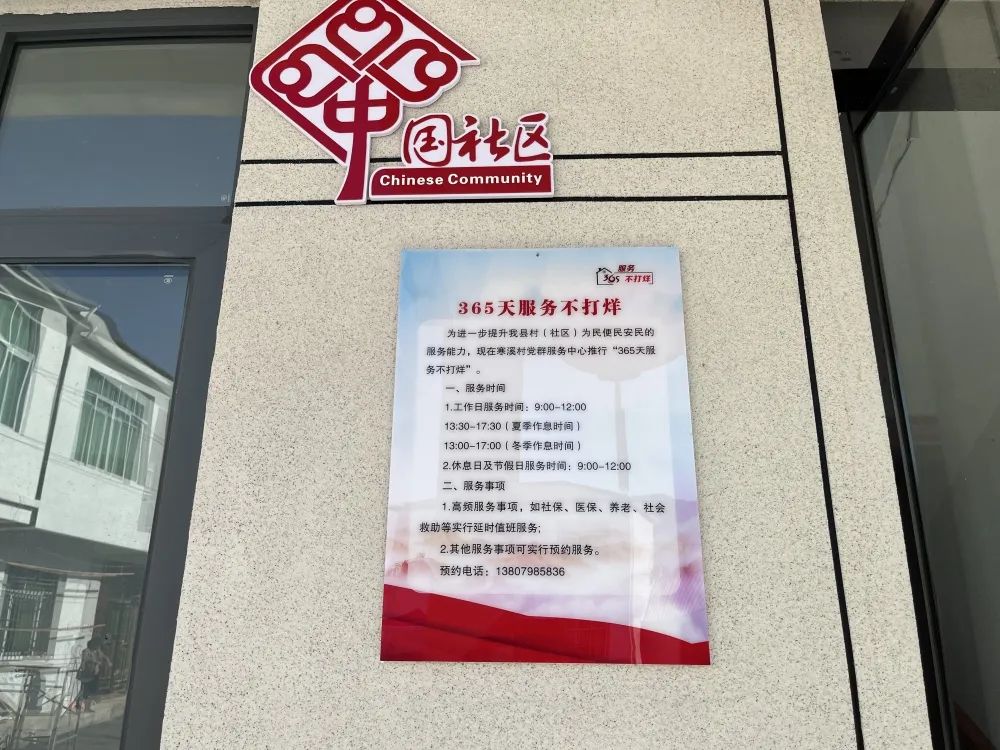 中国社区
Chinese Community
服务
365 不打烊
365天服务不打烊
为进一步提升我县村（社区）为民便民安民的
服务能力，现在寒溪村党群服务中心推行“365天服
务不打烊”。
一、服务时间
1.工作日服务时间：9:00-12:00
13:30-17:30（夏季作息时间）
13:00-17:00（冬季作息时间）
2.休息日及节假日服务时间：9:00-12:00
二、服务事项
1.高频服务事项，如社保、医保、养老、社会
救助等实行延时值班服务;
2.其他服务事项可实行预约服务。
预约电话：13807985836